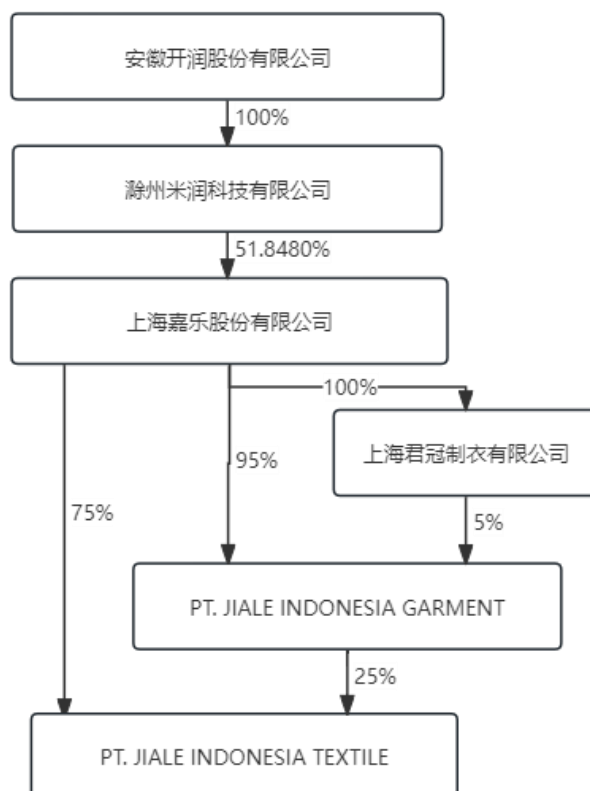 安徽开润股份有限公司
100%
滁州米润科技有限公司
51.8480%
上海嘉乐股份有限公司
100%
上海君冠制衣有限公司
95%
75%
5%
PT. JIALE INDONESIA GARMENT
25%
PT. JIALE INDONESIA TEXTILE